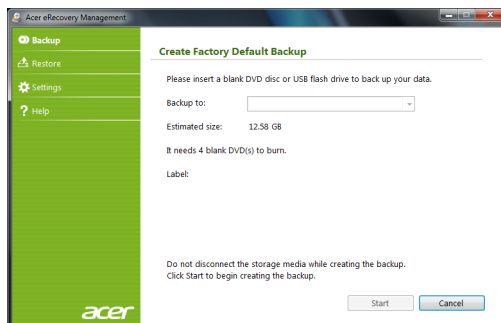 Acer eRecovery Management
Backup
Restore
Settings
Help
Create Factory Default Backup
Please insert a blank DVD disc or USB flash drive to back up your data.
Backup to:
Estimated size: 12.58 GB
It needs 4 blank DVD(s) to burn.
Label:
Do not disconnect the storage media while creating the backup.
Click Start to begin creating the backup.
Start Cancel
acer